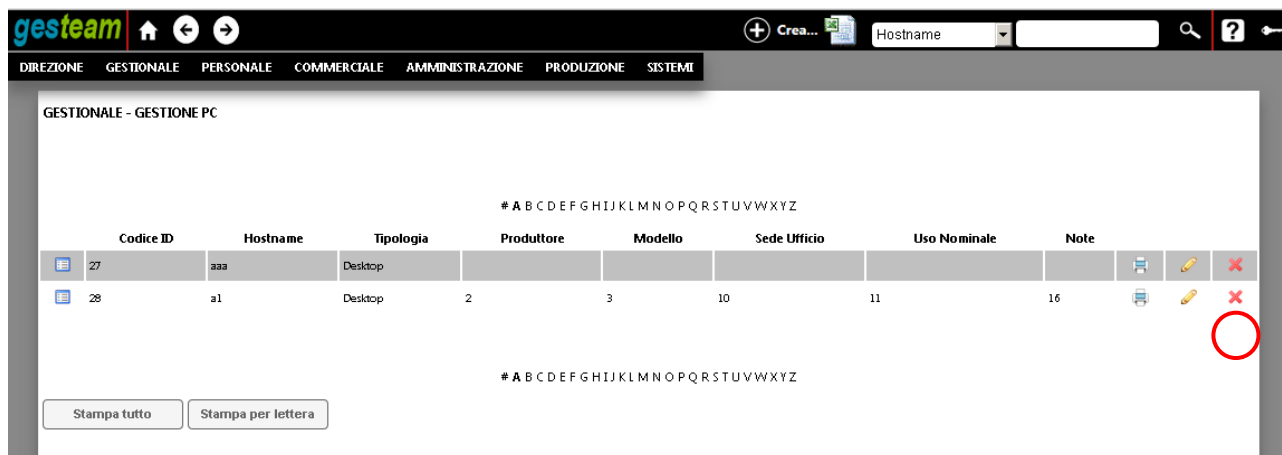 gesteam Crea... Hostname ?
DIREZIONE GESTIONALE PERSONALE COMMERCIALE AMMINISTRAZIONE PRODUZIONE SISTEMI
GESTIONALE - GESTIONE PC
# A B C D E F G H I J K L M N O P Q R S T U V W X Y Z
Codice ID Hostname Tipologia Produttore Modello Sede Ufficio Uso Nominale Note
27 aaa Desktop
28 a1 Desktop 2 3 10 11 16
# A B C D E F G H I J K L M N O P Q R S T U V W X Y Z
Stampa tutto Stampa per lettera